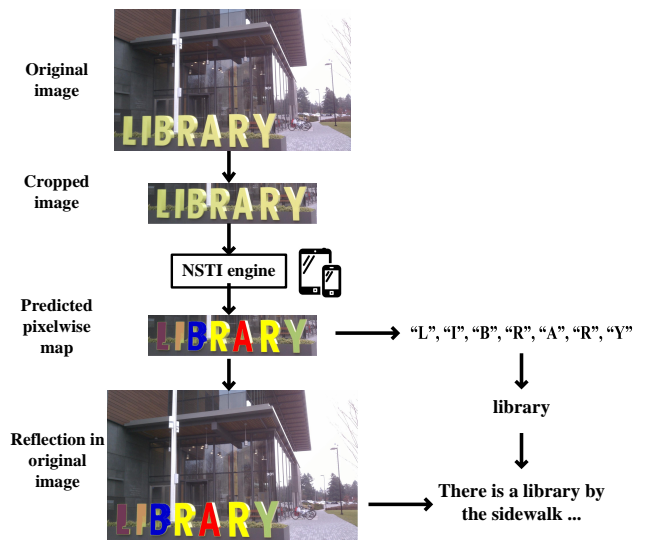 Original
image
LIBRARY
Cropped
image
LIBRARY
NSTI engine
Predicted
pixelwise
map
LIBRARY
“L”, “I”, “B”, “R”, “A”, “R”, “Y”
library
Reflection in
original
image
LIBRARY
There is a library by
the sidewalk ...